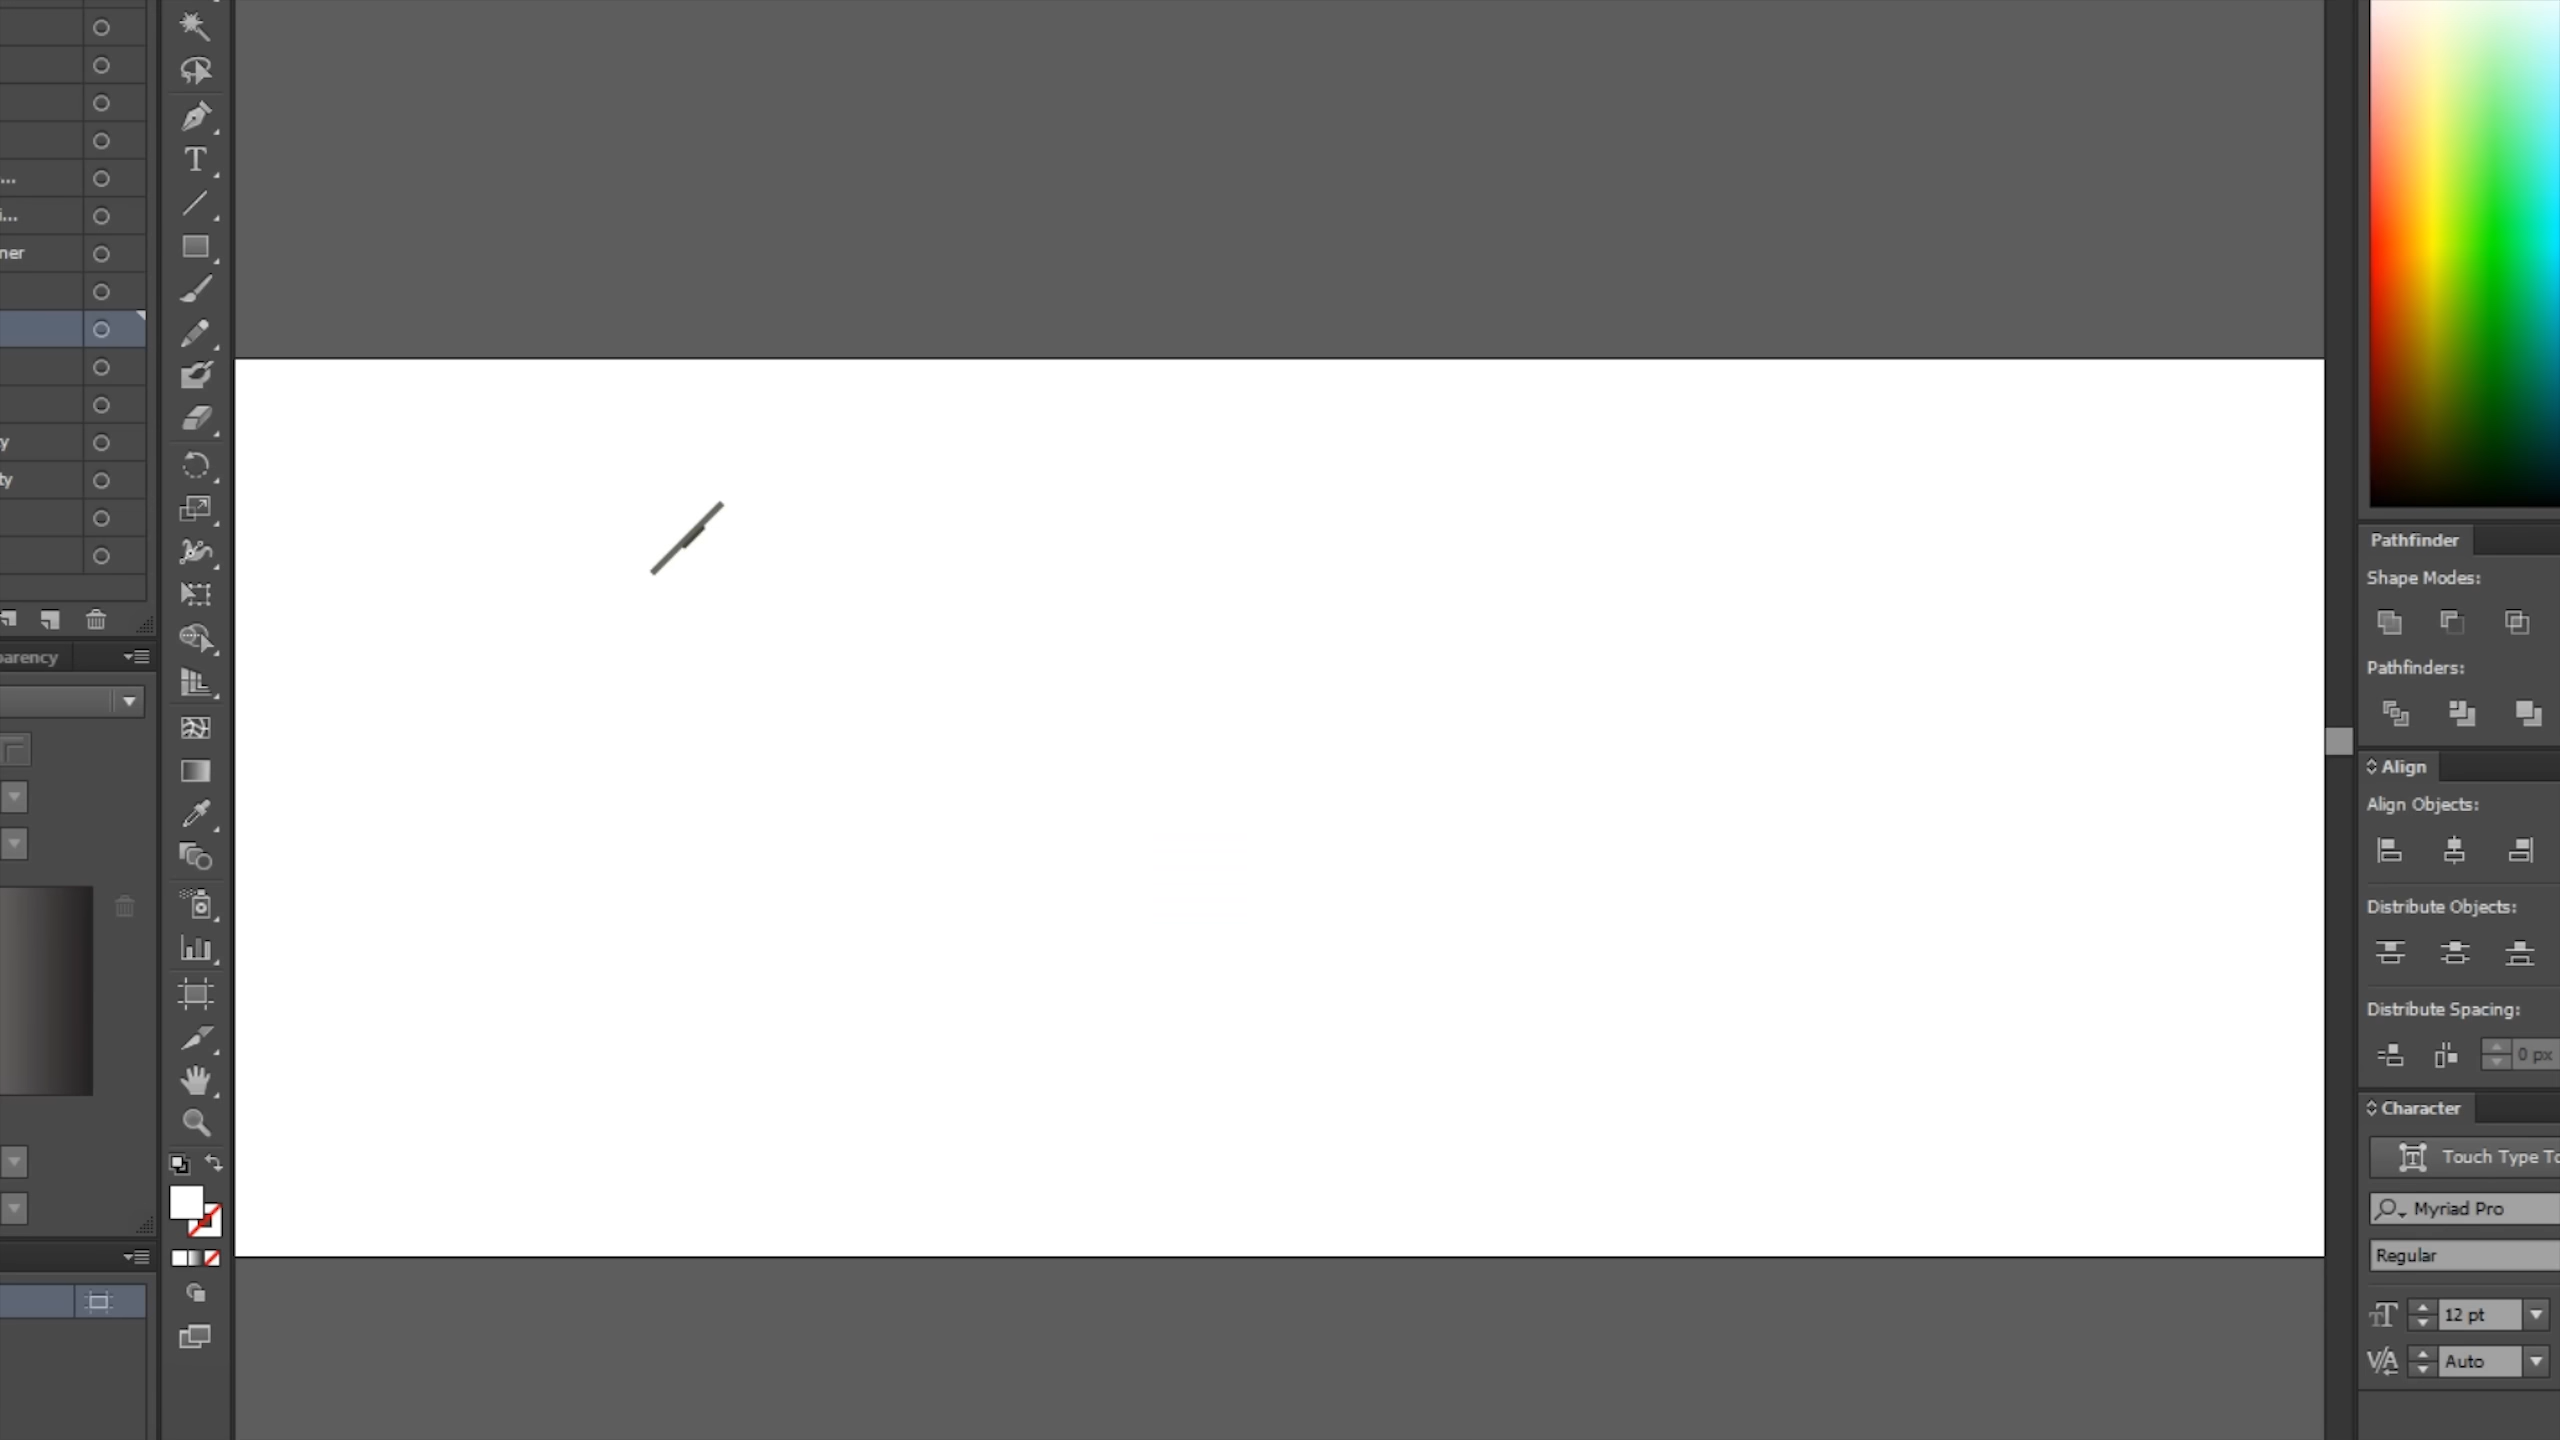 ...
i...
ner
y
ty
parency
Pathfinder
Shape Modes:
Pathfinders:
Align
Align Objects:
Distribute Objects:
Distribute Spacing:
0 px
Character
Touch Type To
Myriad Pro
Regular
12 pt
Auto